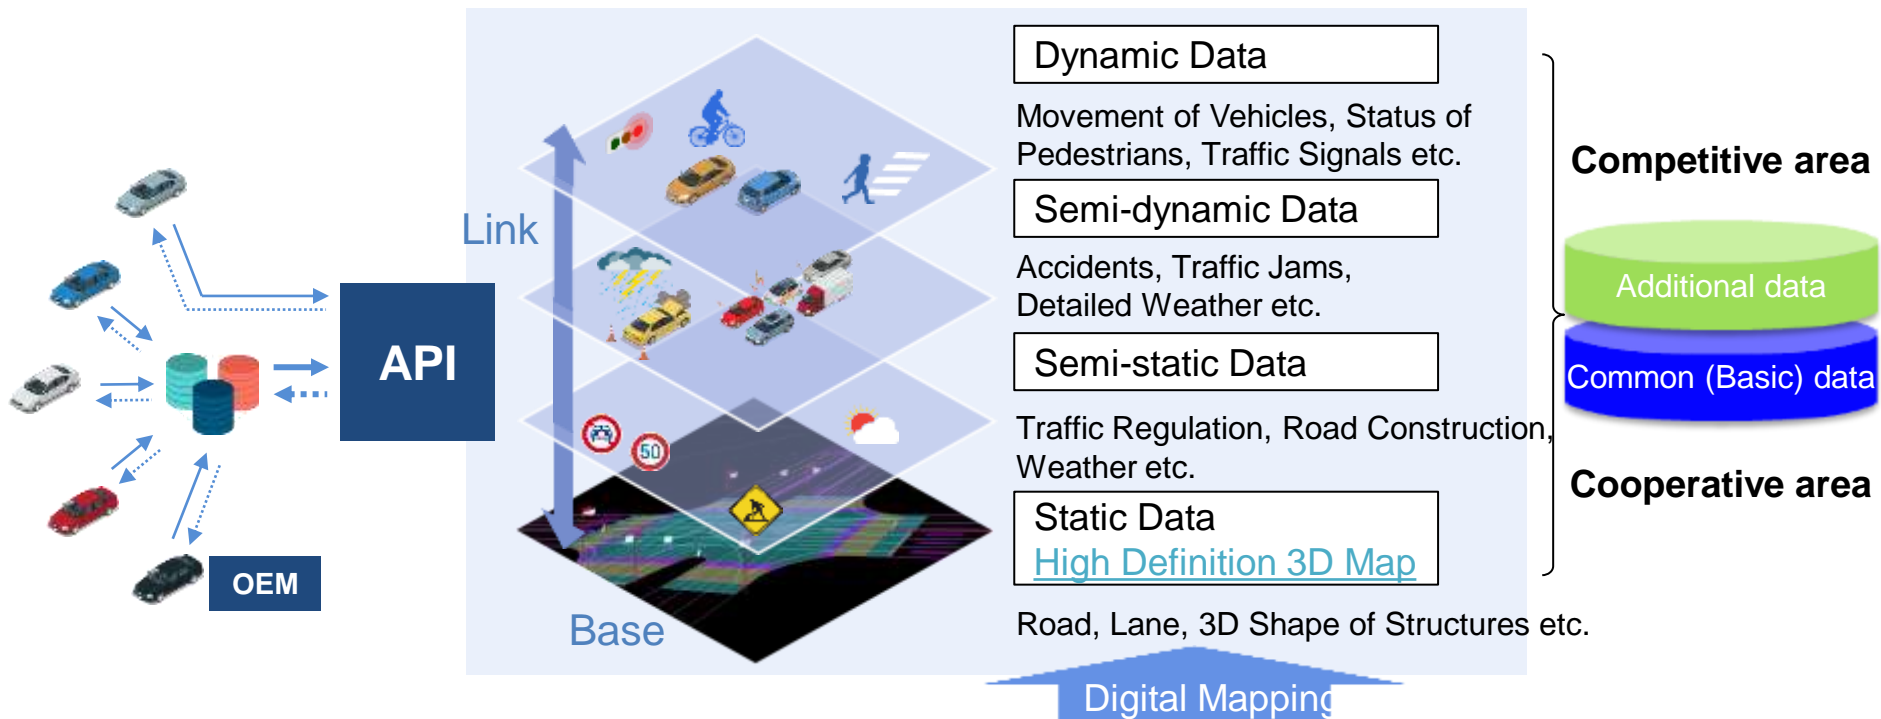 Dynamic Data
Movement of Vehicles, Status of
Pedestrians, Traffic Signals etc.
Semi-dynamic Data
Accidents, Traffic Jams,
Detailed Weather etc.
Semi-static Data
Traffic Regulation, Road Construction,
Weather etc.
Static Data
High Definition 3D Map
Road, Lane, 3D Shape of Structures etc.
Digital Mapping
Link
Base
50
API
OEM
Competitive area
Additional data
Common (Basic) data
Cooperative area